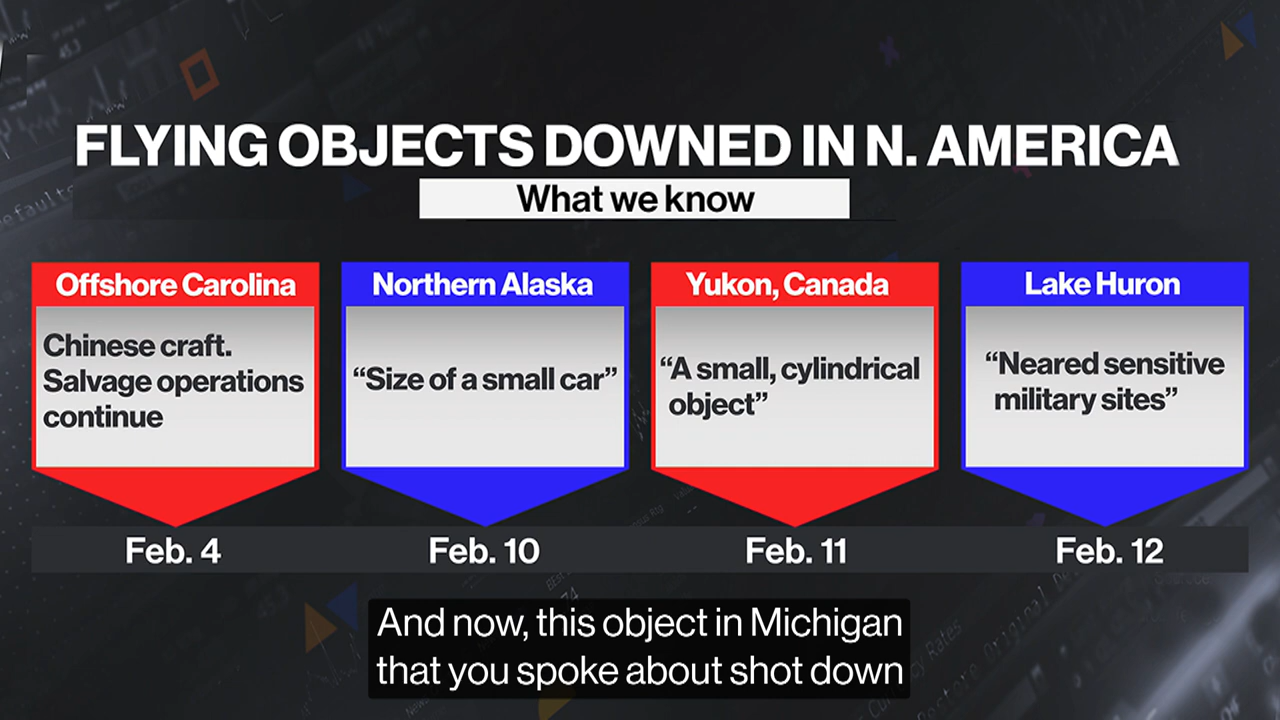 FLYING OBJECTS DOWNED IN N. AMERICA
What we know
Offshore Carolina
Chinese craft.
Salvage operations
continue
Feb. 4
Northern Alaska
“Size of a small car”
Feb. 10
Yukon, Canada
“A small, cylindrical
object”
Feb. 11
Lake Huron
“Neared sensitive
military sites”
Feb. 12
And now, this object in Michigan
that you spoke about shot down